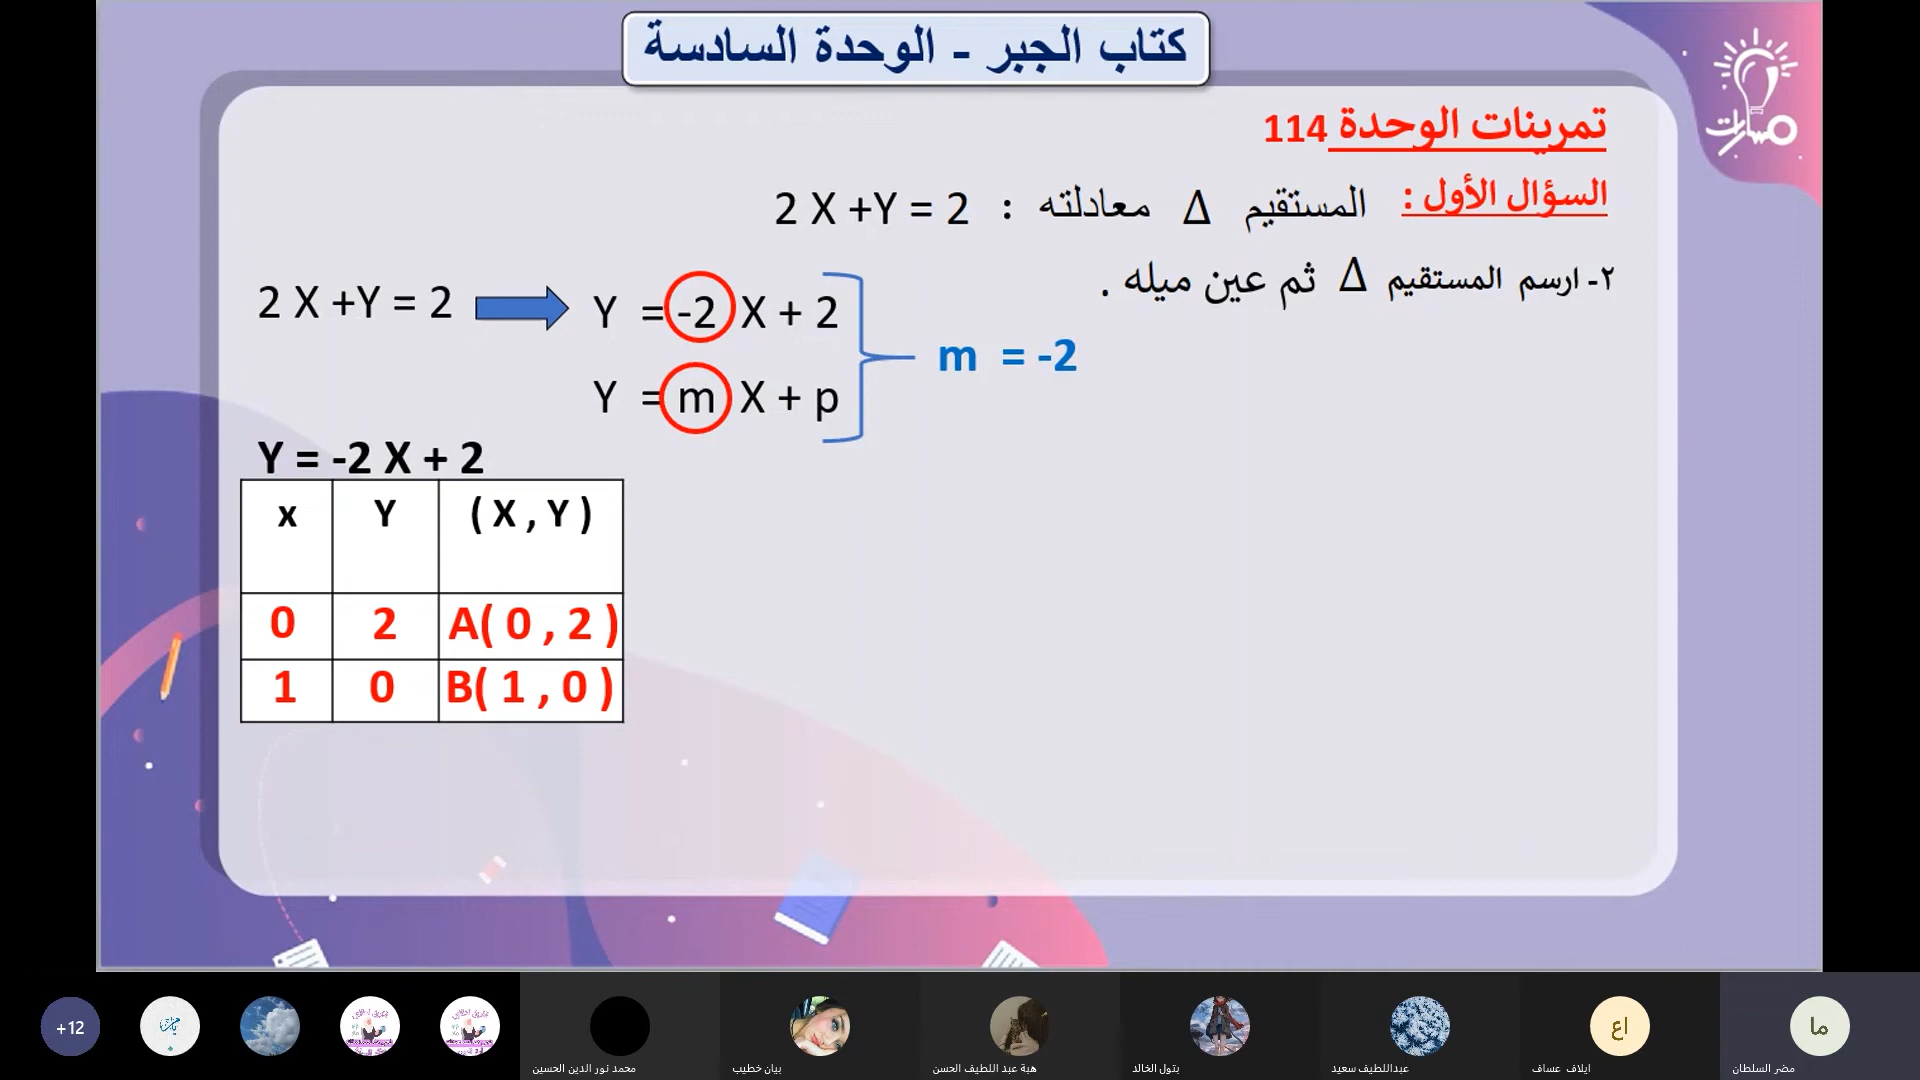 كتاب الجبر - الوحدة السادسة
مسارات
تمرينات الوحدة 114
السؤال الأول : المستقيم Δ معادلته : 2 X +Y = 2
٢- ارسم المستقيم Δ ثم عين ميله .
2 X +Y = 2 Y = -2 X + 2
m = -2
Y = m X + p
Y = -2 X + 2
x Y ( X , Y )
0 2 A( 0 , 2 )
1 0 B( 1 , 0 )
+12
اع
ما
محمد نور الدين الحسين
بيان خطيب
هبة عبد اللطيف الحسن
بتول الخالد
عبداللطيف سعيد
ايلاف عساف
مضر السلطان